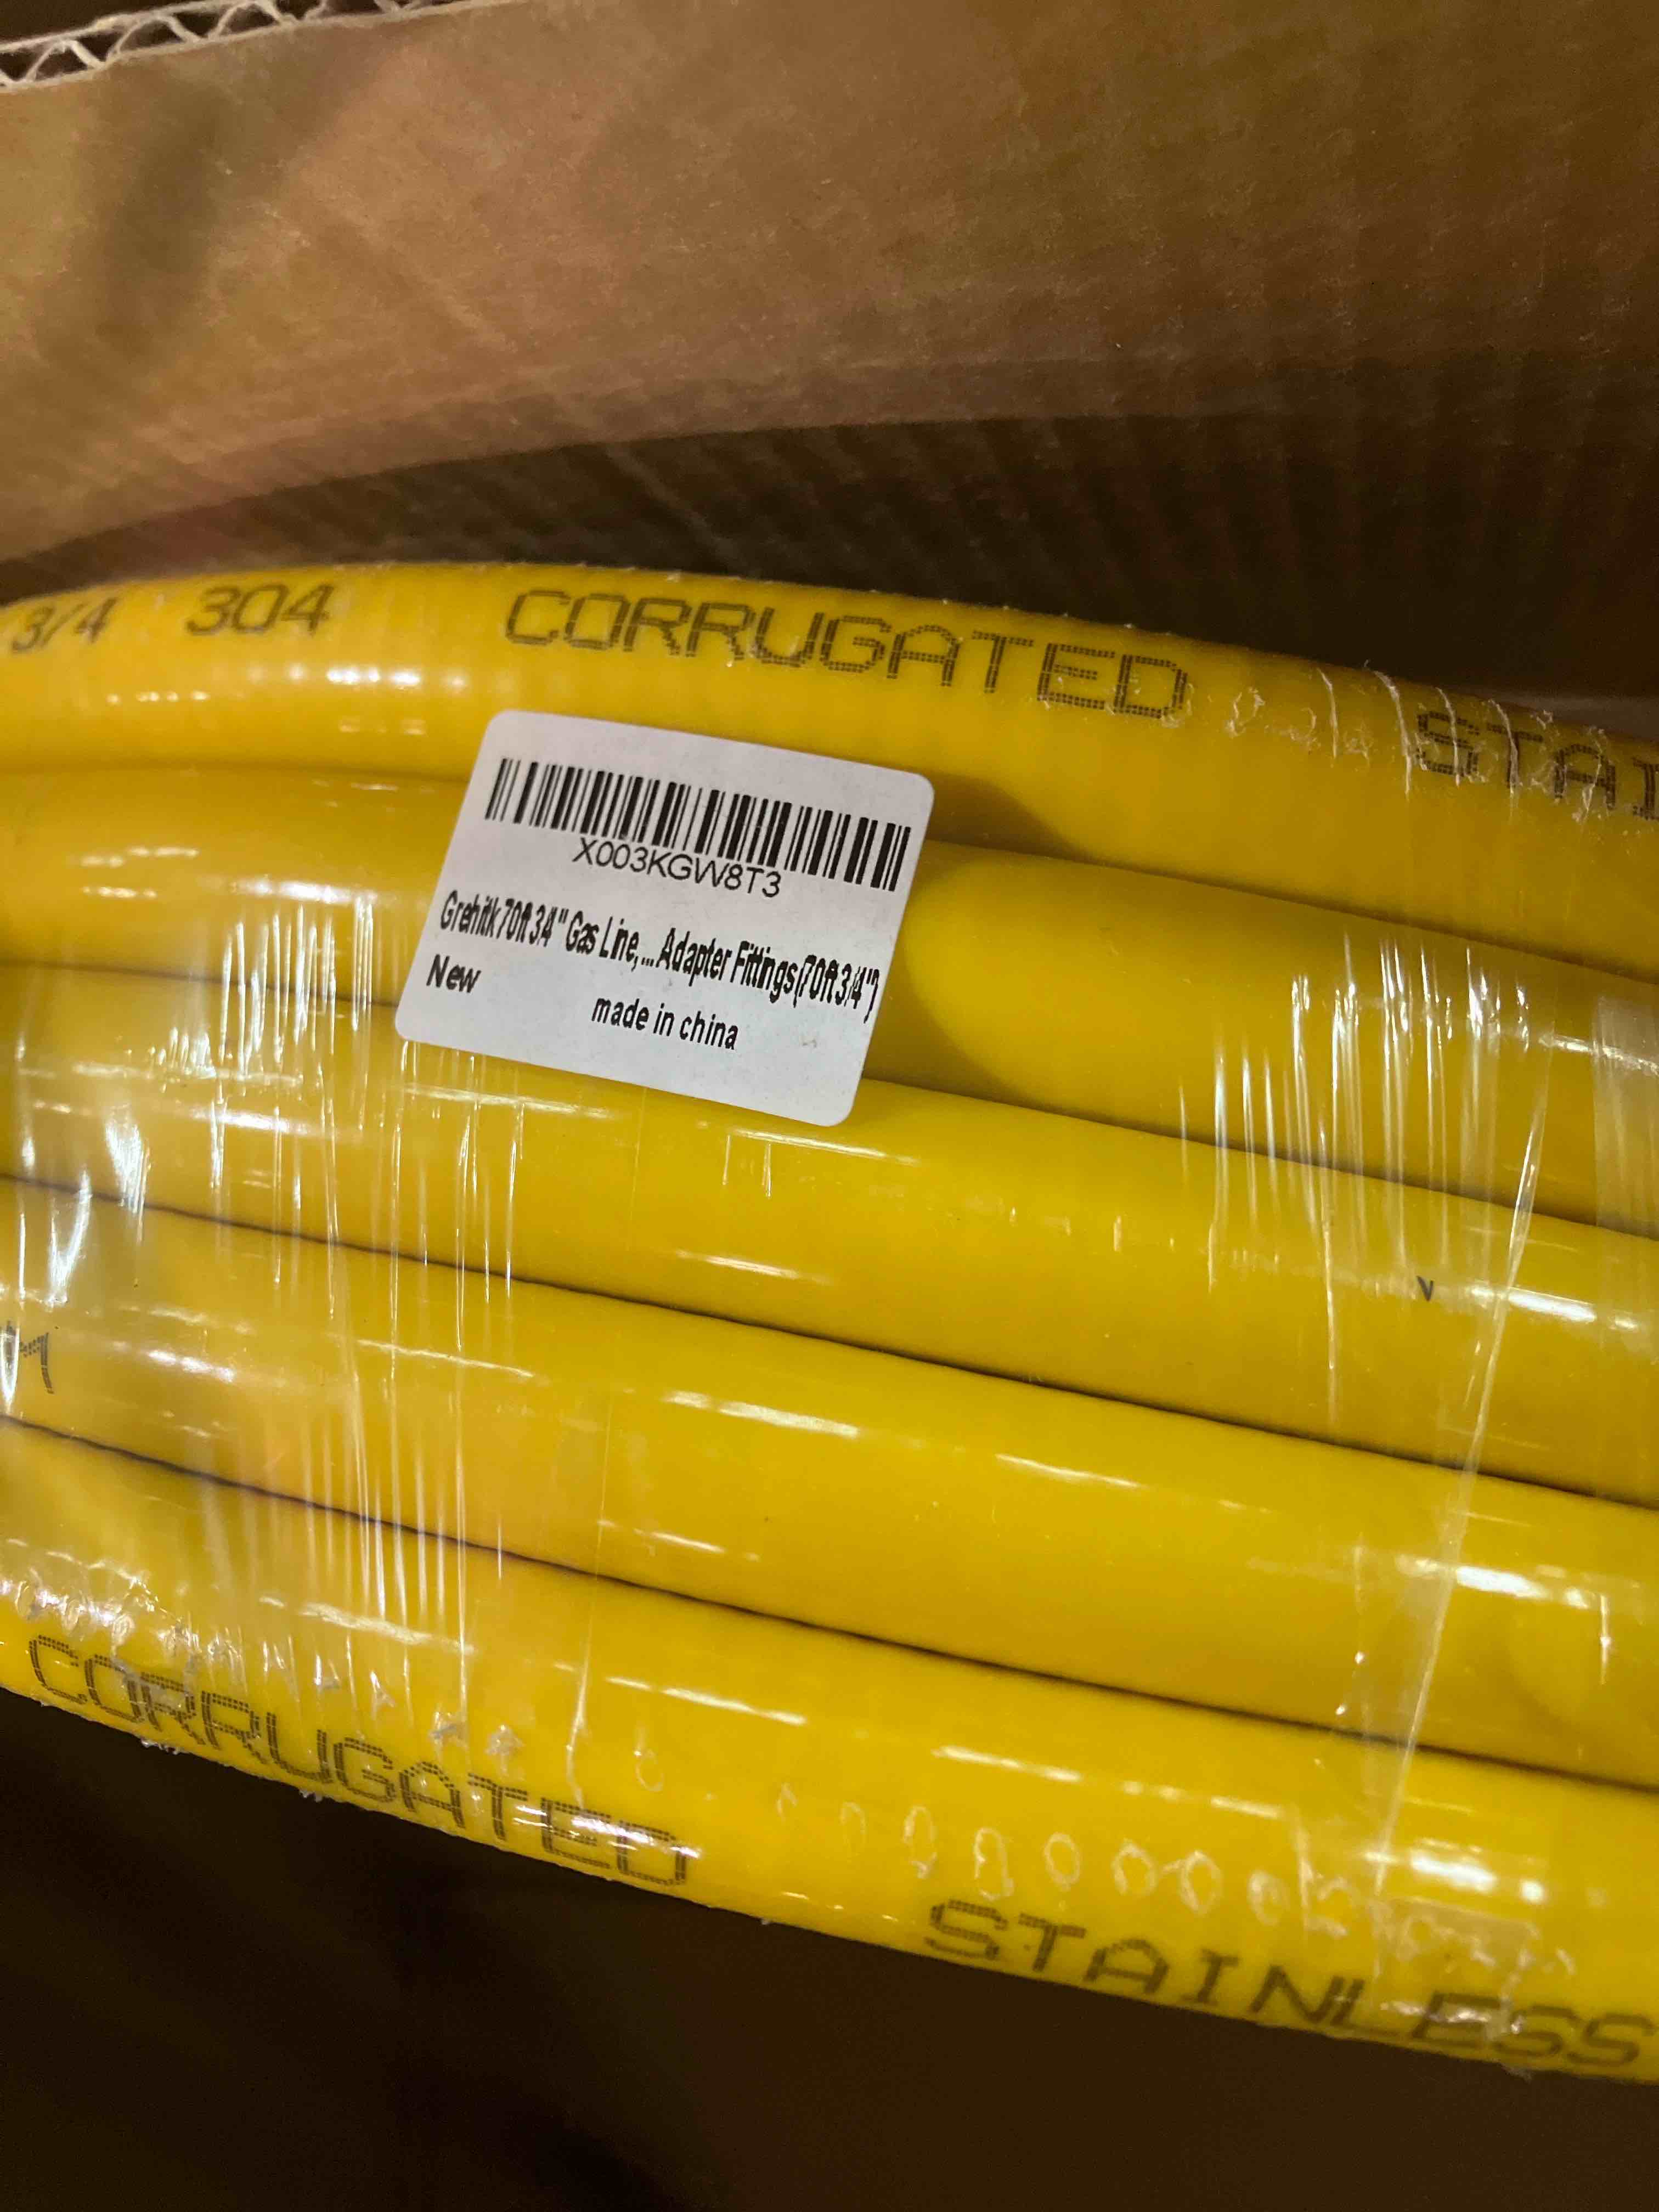 3/4 304 CORRUGATED STAI
X003KGW8T3
Grehitk 70ft 3/4" Gas Line,...Adapter Fittings(70ft 3/4")
New
made in china
CORRUGATED STAINLESS